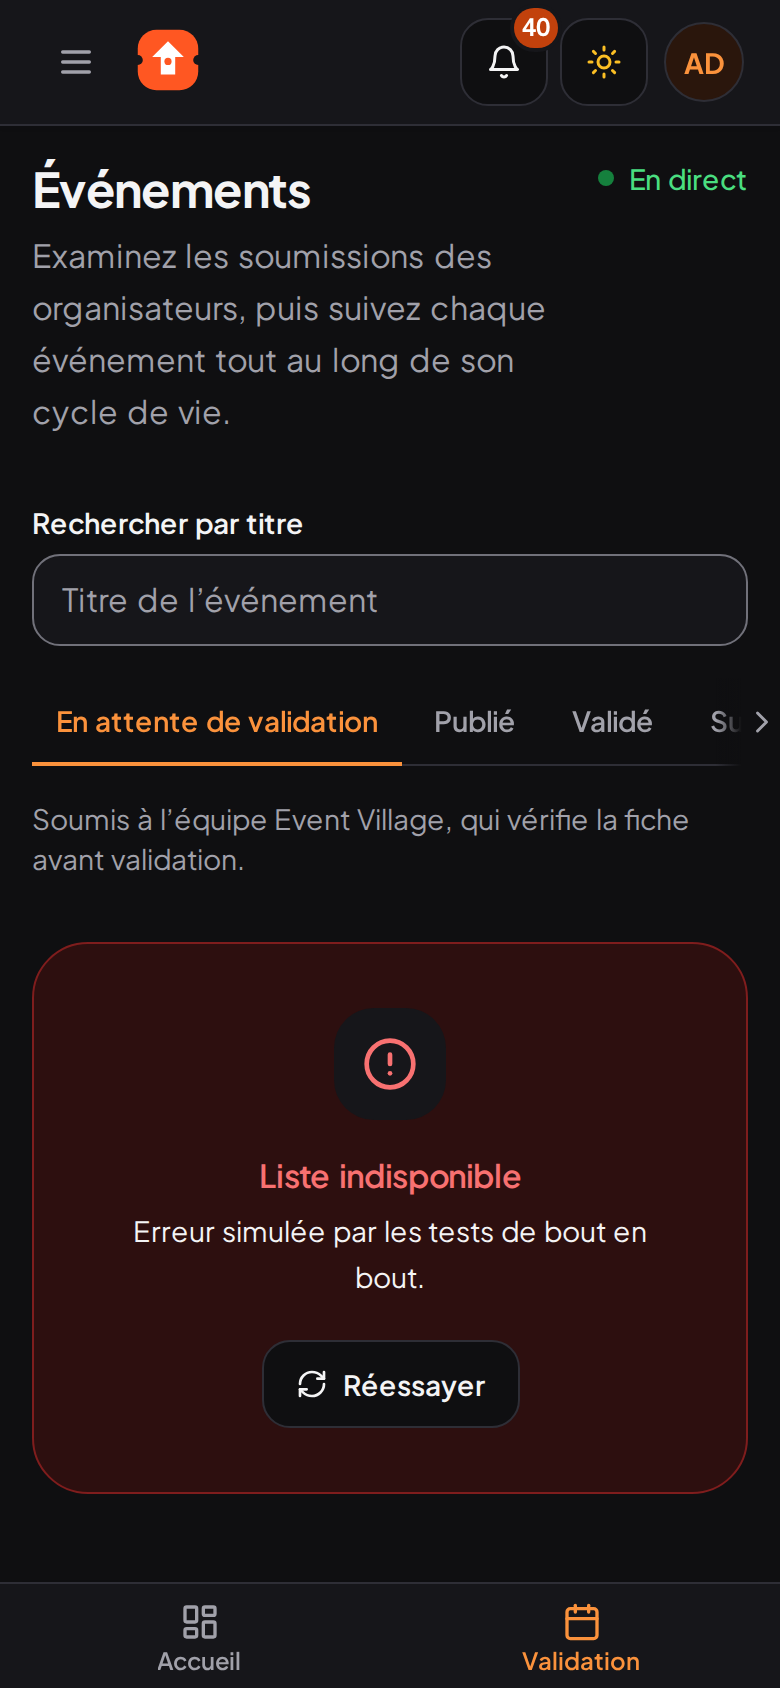 40
AD
Événements
En direct
Examinez les soumissions des
organisateurs, puis suivez chaque
événement tout au long de son
cycle de vie.
Rechercher par titre
Titre de l’événement
En attente de validation Publié Validé Su
Soumis à l’équipe Event Village, qui vérifie la fiche
avant validation.
Liste indisponible
Erreur simulée par les tests de bout en
bout.
Réessayer
Accueil Validation